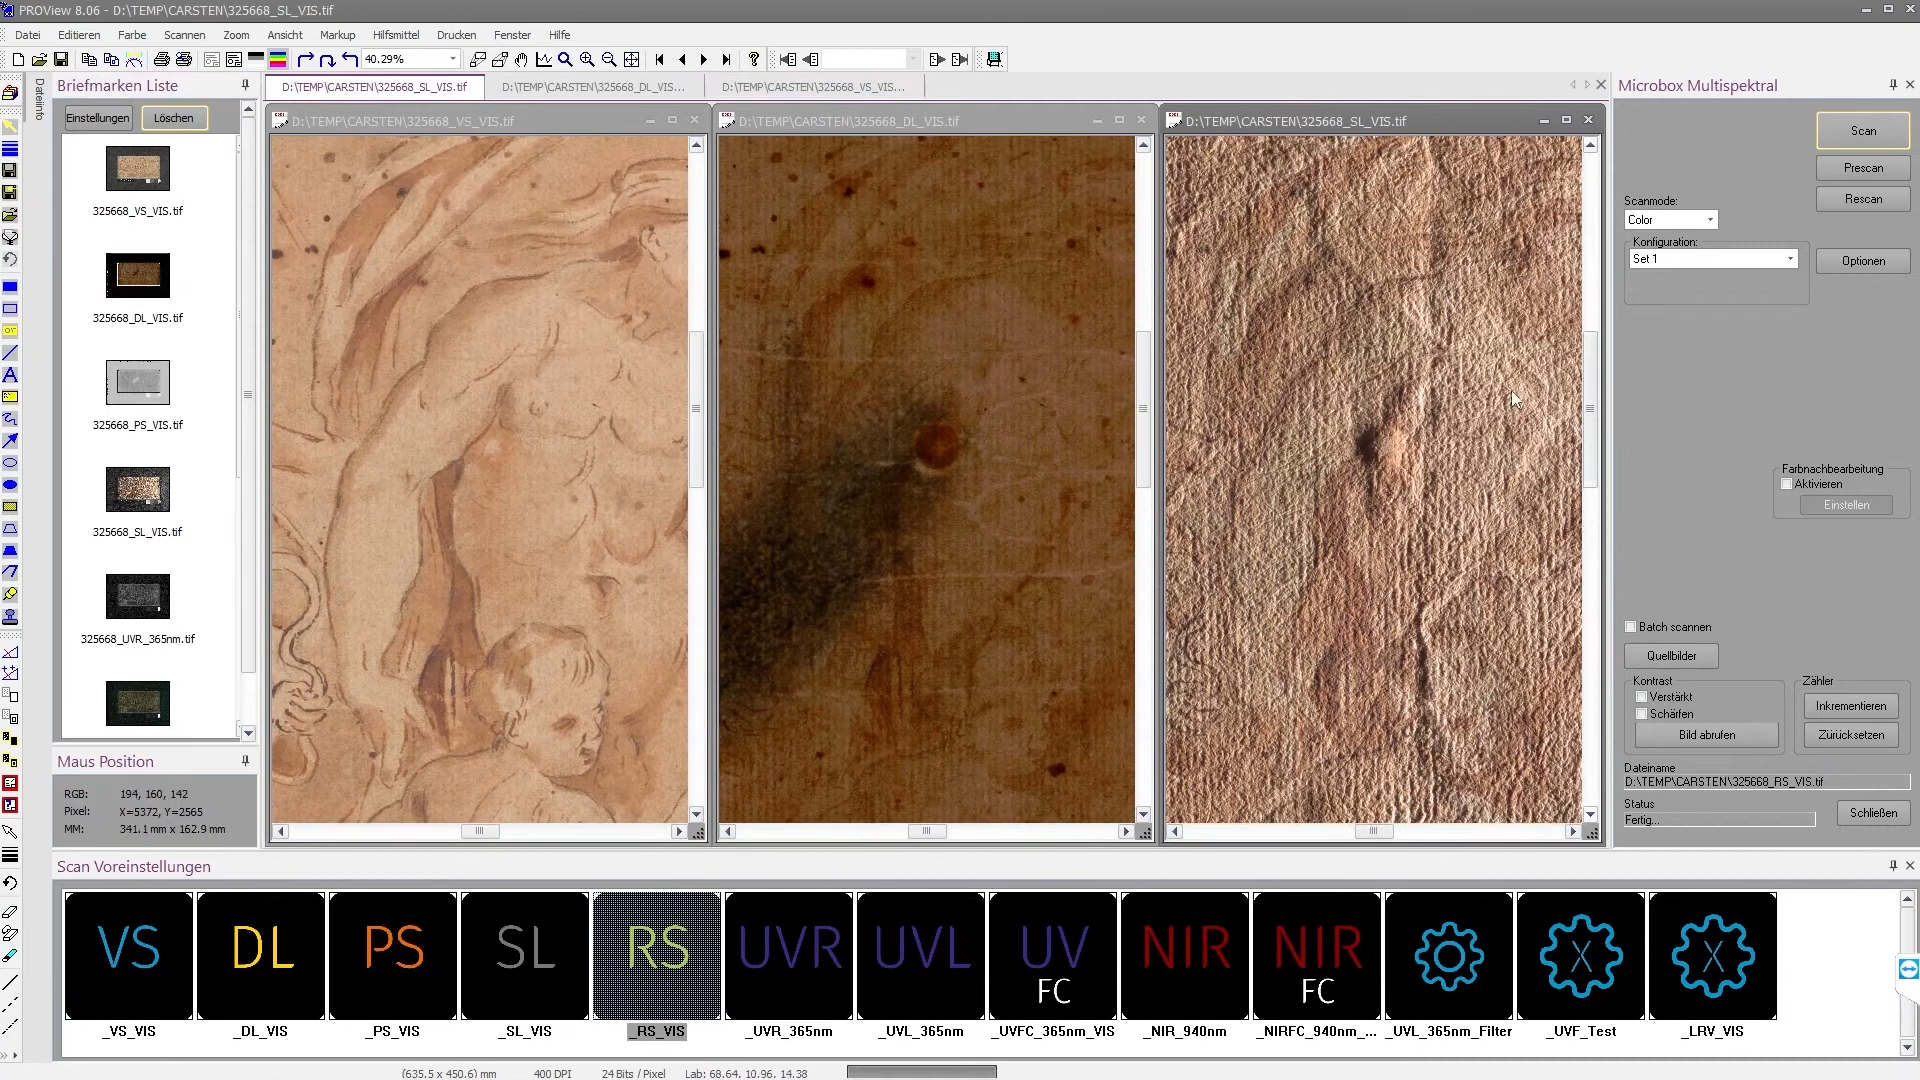 PROView 8.06 - D:\TEMP\CARSTEN\325668_SL_VIS.tif
Datei Editieren Farbe Scannen Zoom Ansicht Markup Hilfsmittel Drucken Fenster Hilfe
40.29%
Dateiinfo
Briefmarken Liste
Einstellungen Löschen
325668_VS_VIS.tif
325668_DL_VIS.tif
325668_PS_VIS.tif
325668_SL_VIS.tif
325668_UVR_365nm.tif
Maus Position
RGB: 194, 160, 142
Pixel: X=5372, Y=2565
MM: 341.1 mm x 162.9 mm
D:\TEMP\CARSTEN\325668_SL_VIS.tif D:\TEMP\CARSTEN\325668_DL_VIS... D:\TEMP\CARSTEN\325668_VS_VIS...
D:\TEMP\CARSTEN\325668_VS_VIS.tif
D:\TEMP\CARSTEN\325668_DL_VIS.tif
D:\TEMP\CARSTEN\325668_SL_VIS.tif
Microbox Multispektral
Scan
Prescan
Rescan
Scanmode:
Color
Konfiguration:
Set 1
Optionen
Farbnachbearbeitung
Aktivieren
Einstellen
Batch scannen
Quellbilder
Kontrast
Verstärkt
Schärfen
Bild abrufen
Zähler
Inkrementieren
Zürücksetzen
Dateiname
D:\TEMP\CARSTEN\325668_RS_VIS.tif
Status
Fertig...
Schließen
Scan Voreinstellungen
VS DL PS SL RS UVR UVL UV FC NIR NIR FC X X
_VS_VIS _DL_VIS _PS_VIS _SL_VIS _RS_VIS _UVR_365nm _UVL_365nm _UVFC_365nm_VIS _NIR_940nm _NIRFC_940nm_... _UVL_365nm_Filter _UVF_Test _LRV_VIS
(635.5 x 450.6) mm 400 DPI 24 Bits / Pixel Lab: 68.64, 10.96, 14.38